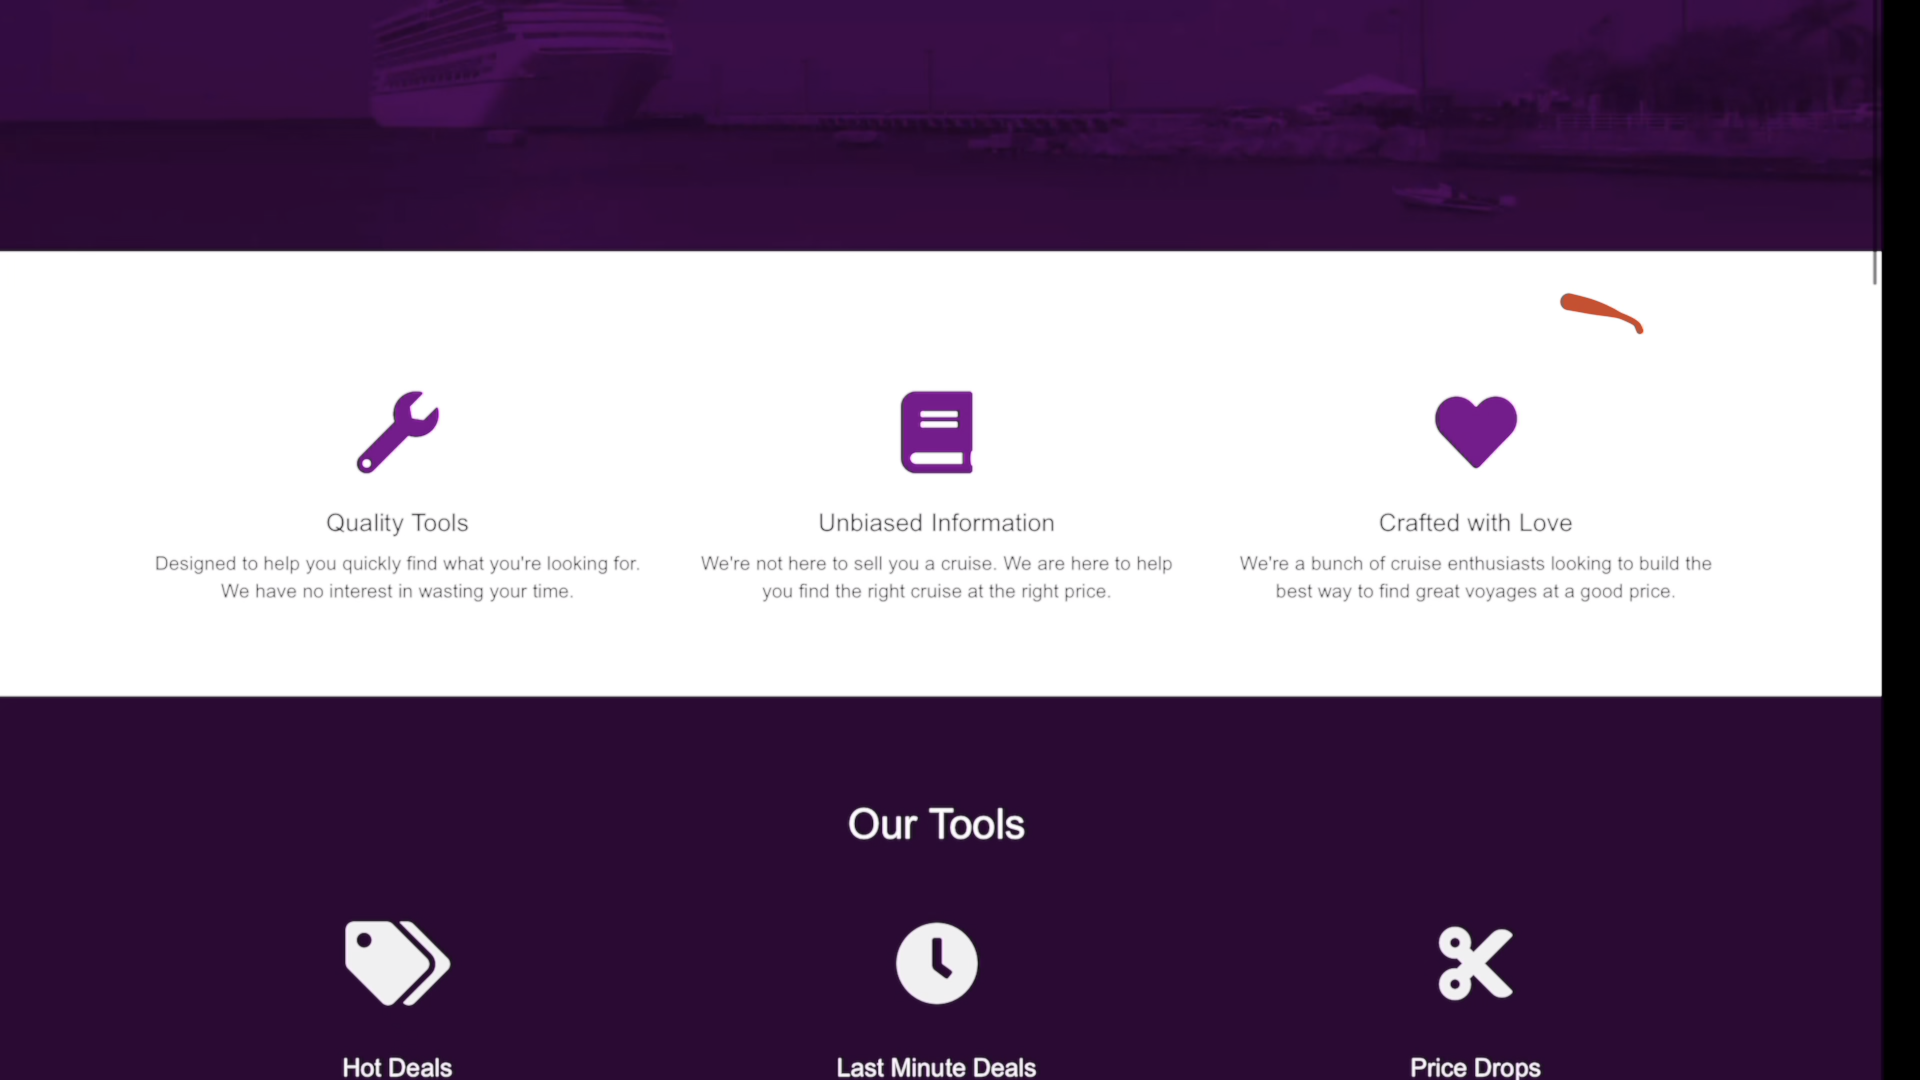 Quality Tools
Designed to help you quickly find what you're looking for.
We have no interest in wasting your time.
Unbiased Information
We're not here to sell you a cruise. We are here to help
you find the right cruise at the right price.
Crafted with Love
We're a bunch of cruise enthusiasts looking to build the
best way to find great voyages at a good price.
Our Tools
Hot Deals
Last Minute Deals
Price Drops